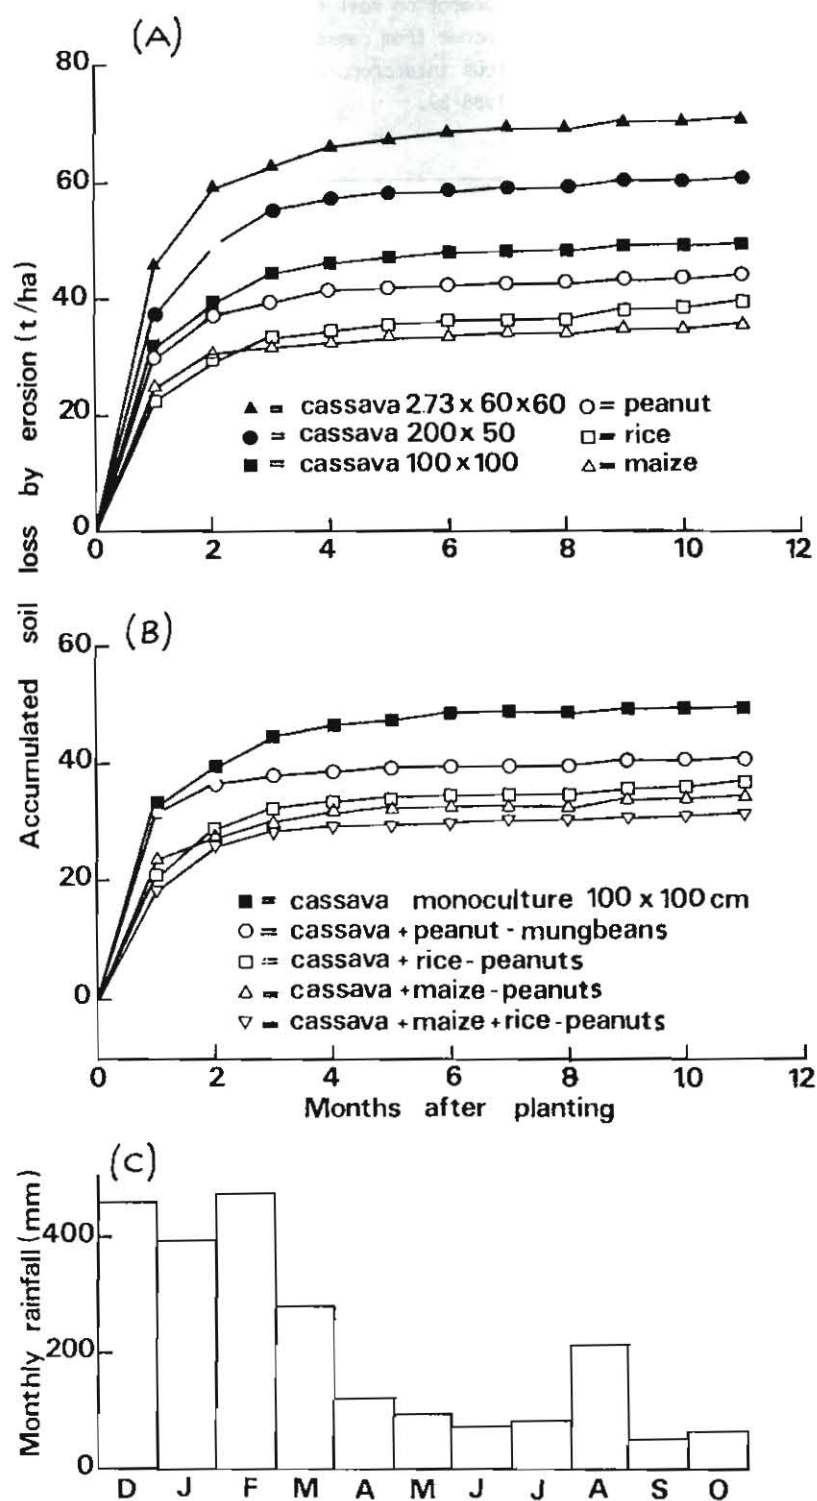 (A)
80
60
40
20
0
0 2 4 6 8 10 12
▲ = cassava 2.73 x 60 x 60
● = cassava 200 x 50
■ = cassava 100 x 100
○ = peanut
□ = rice
△ = maize
Accumulated soil loss by erosion (t/ha)
(B)
60
40
20
0
■ = cassava monoculture 100 x 100 cm
○ = cassava + peanut - mungbeans
□ = cassava + rice - peanuts
△ = cassava + maize - peanuts
▽ = cassava + maize + rice - peanuts
0 2 4 6 8 10 12
Months after planting
(C)
Monthly rainfall (mm)
400
200
0
D J F M A M J J A S O